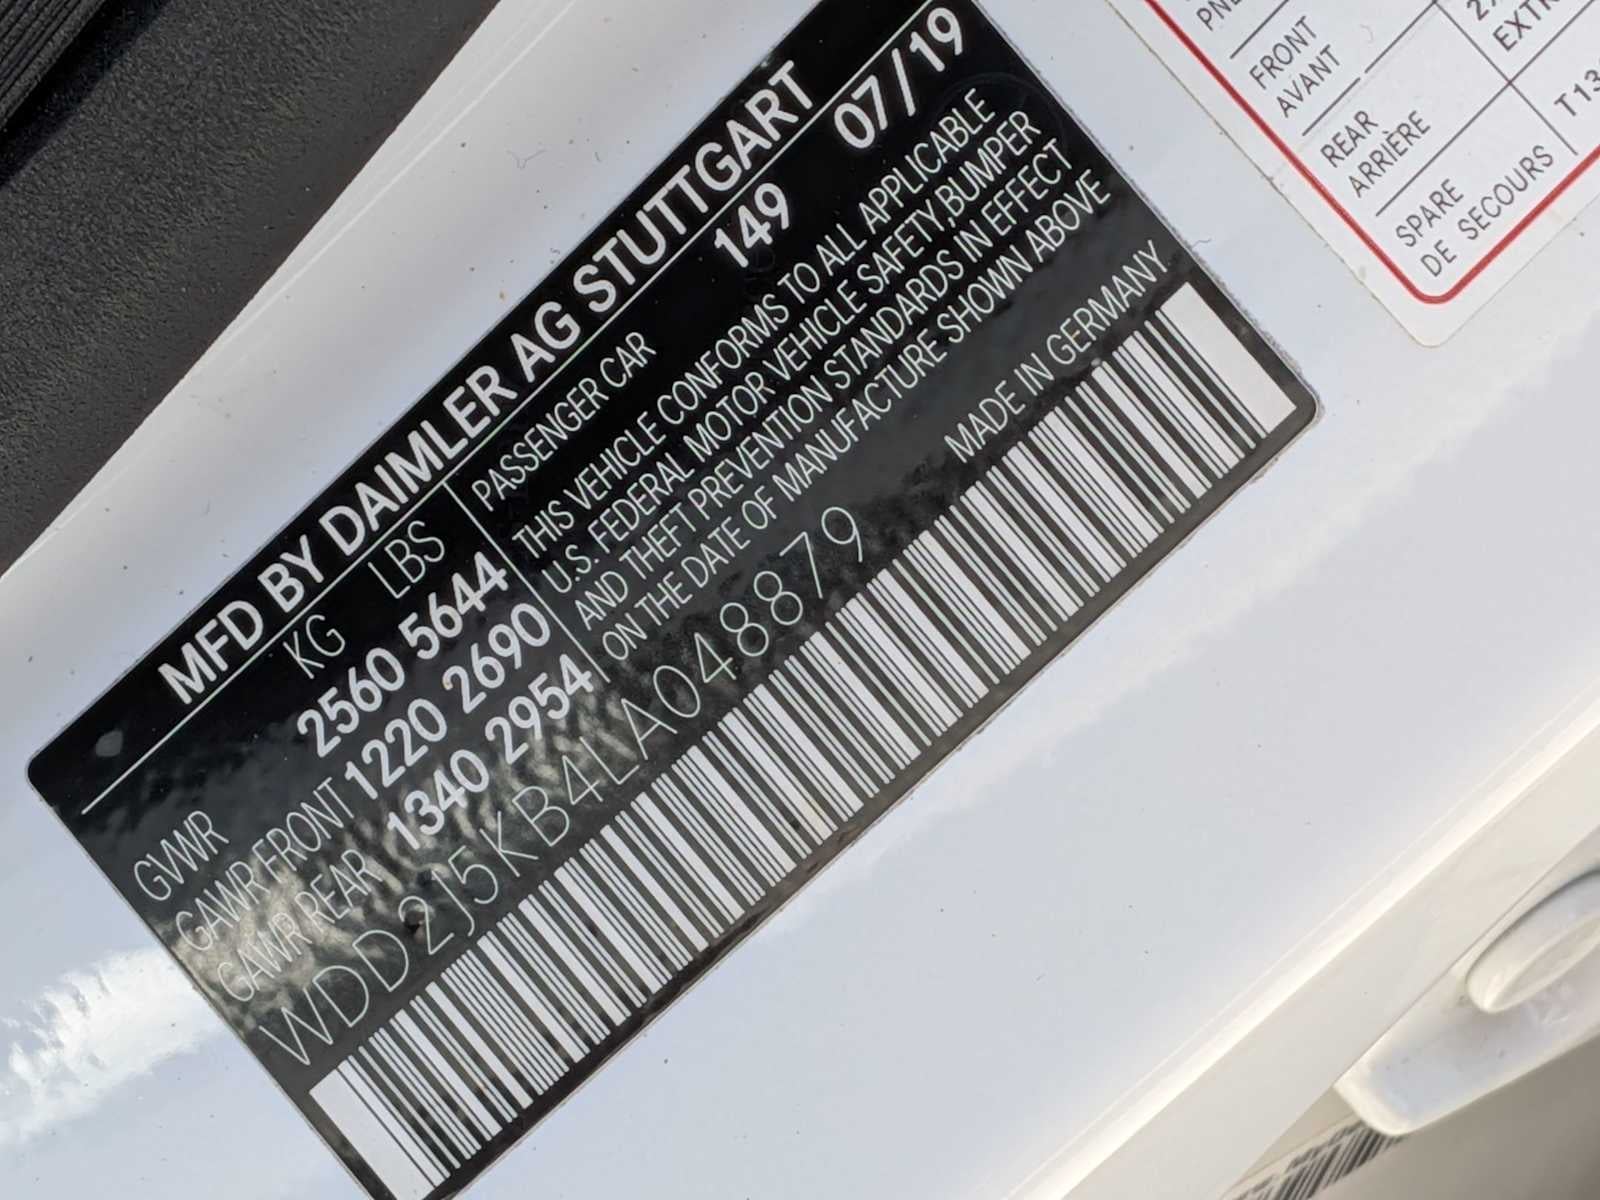 MFD BY DAIMLER AG STUTTGART
KG LBS
149 07/19
GVWR 2560 5644
GAWR FRONT 1220 2690
GAWR REAR 1340 2954
PASSENGER CAR
THIS VEHICLE CONFORMS TO ALL APPLICABLE
U.S. FEDERAL MOTOR VEHICLE SAFETY,BUMPER
AND THEFT PREVENTION STANDARDS IN EFFECT
ON THE DATE OF MANUFACTURE SHOWN ABOVE
MADE IN GERMANY
WDD2J5KB4LA048879
FRONT
AVANT
REAR
ARRIÈRE
SPARE
DE SECOURS